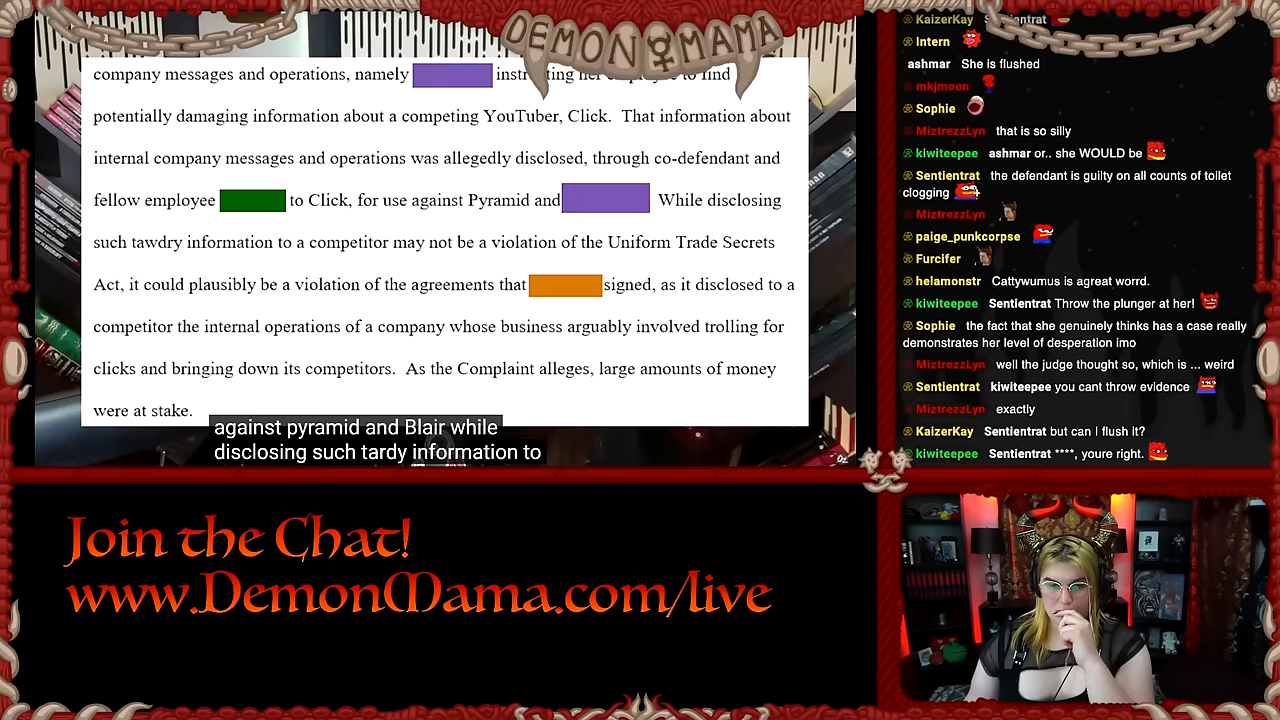 DEMON MAMA
company messages and operations, namely
potentially damaging information about a competing YouTuber, Click. That information about
internal company messages and operations was allegedly disclosed, through co-defendant and
fellow employee to Click, for use against Pyramid and While disclosing
such tawdry information to a competitor may not be a violation of the Uniform Trade Secrets
Act, it could plausibly be a violation of the agreements that signed, as it disclosed to a
competitor the internal operations of a company whose business arguably involved trolling for
clicks and bringing down its competitors. As the Complaint alleges, large amounts of money
were at stake.
against pyramid and Blair while
disclosing such tardy information to
KaizerKay Sentientrat
Intern
ashmar She is flushed
mkjmoon
Sophie
MiztrezzLyn that is so silly
kiwiteepee ashmar or.. she WOULD be
Sentientrat the defendant is guilty on all counts of toilet
clogging
MiztrezzLyn
paige_punkcorpse
Furcifer
helamonstr Cattywumus is agreat worrd.
kiwiteepee Sentientrat Throw the plunger at her!
Sophie the fact that she genuinely thinks has a case really
demonstrates her level of desperation imo
MiztrezzLyn well the judge thought so, which is ... weird
Sentientrat kiwiteepee you cant throw evidence
MiztrezzLyn exactly
KaizerKay Sentientrat but can I flush it?
kiwiteepee Sentientrat ****, youre right.
Join the Chat!
www.DemonMama.com/live